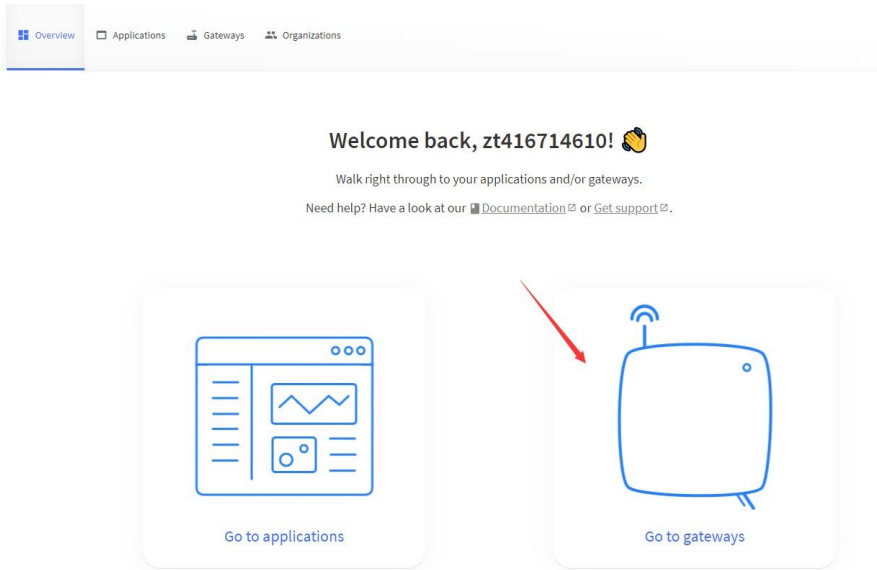 Overview Applications Gateways Organizations
Welcome back, zt416714610! 👋
Walk right through to your applications and/or gateways.
Need help? Have a look at our Documentation or Get support.
Go to applications Go to gateways